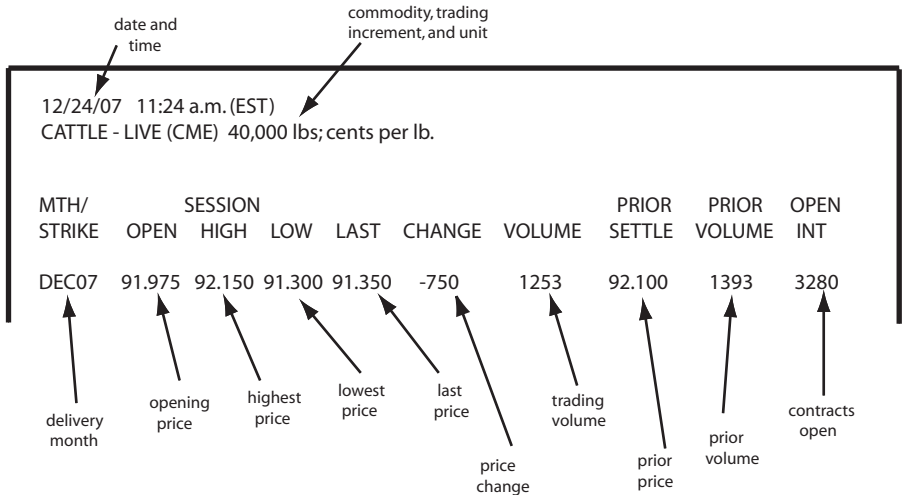 date and
time
commodity, trading
increment, and unit
12/24/07 11:24 a.m. (EST)
CATTLE - LIVE (CME) 40,000 lbs; cents per lb.
MTH/ SESSION PRIOR PRIOR OPEN
STRIKE OPEN HIGH LOW LAST CHANGE VOLUME SETTLE VOLUME INT
DEC07 91.975 92.150 91.300 91.350 -750 1253 92.100 1393 3280
delivery
month
opening
price
highest
price
lowest
price
last
price
price
change
trading
volume
prior
price
prior
volume
contracts
open